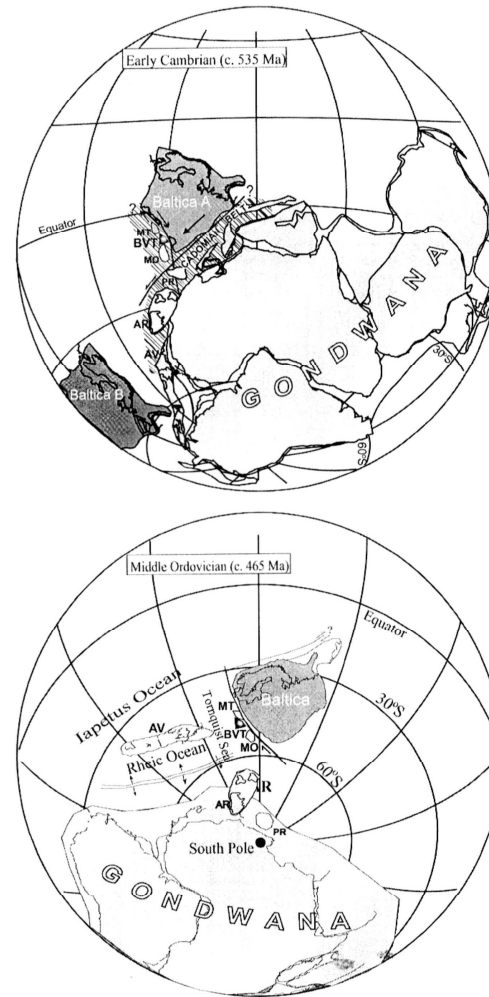 Early Cambrian (c. 535 Ma)
?
Baltica A
?
Equator
MT
BVT
MO
CADOMIAN BELT
PR
AR
AV
GONDWANA
Baltica B
30°S
60°S
Middle Ordovician (c. 465 Ma)
Equator
?
Iapetus Ocean
Baltica
30°S
Tornquist Sea
MT
AV
BVT
MO
Rheic Ocean
60°S
R
AR
PR
South Pole
GONDWANA